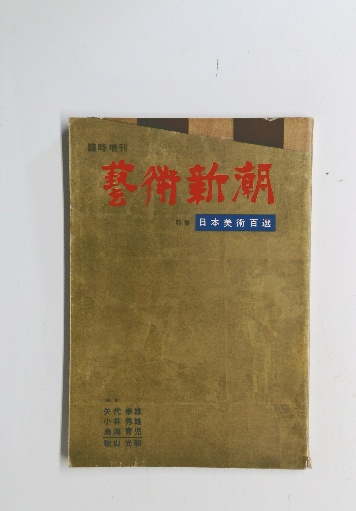 臨時増刊
藝術新潮
特集 日本美術百選
矢代幸雄
小林秀雄
鳥海青児
松山光和